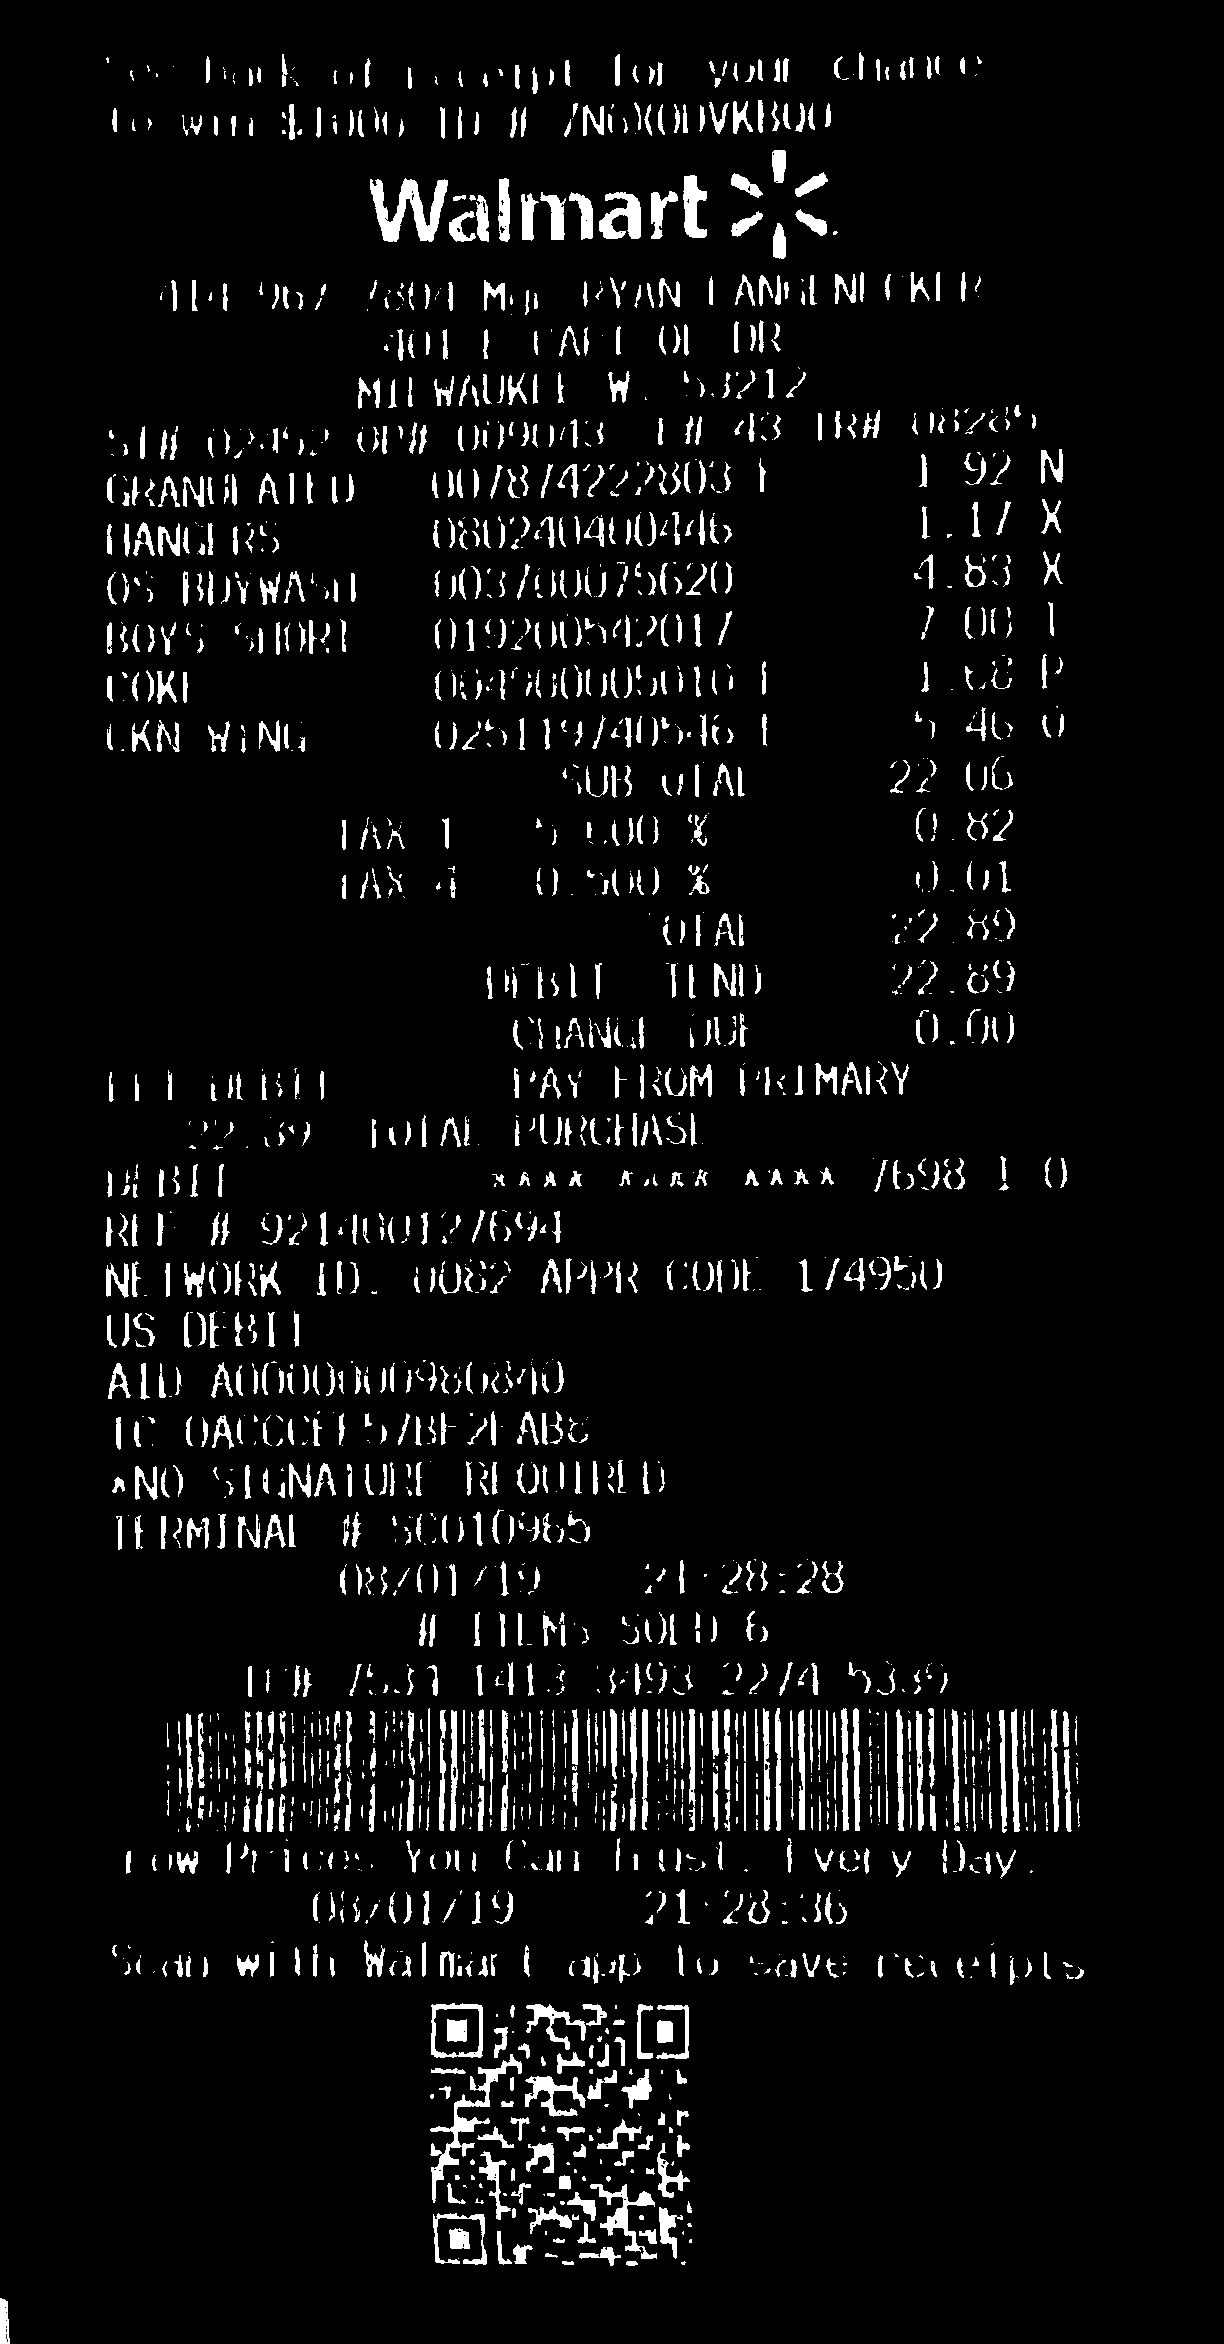 See back of receipt for your chance
to win $1000 ID # 7N6X0DVKBQ0
Walmart
414 967 7804 Mgr RYAN LANGENECKER
401 E CAPITOL DR
MILWAUKEE WI 53212
ST# 02452 OP# 009043 TE# 43 TR# 08285
GRANULATED 007874222803 F 1.92 N
HANGERS 080240400446 1.17 X
OS BDYWASH 003700075620 4.83 X
BOYS SHORT 019200542017 7.00 T
COKE 004900005010 F 1.68 P
CKN WING 025119740546 F 5.46 O
SUBTOTAL 22.06
TAX 1 5.600 % 0.82
TAX 4 0.500 % 0.01
TOTAL 22.89
DEBIT TEND 22.89
CHANGE DUE 0.00
EFT DEBIT PAY FROM PRIMARY
22.89 TOTAL PURCHASE
DEBIT **** **** **** 7698 I 0
REF # 921400127694
NETWORK ID. 0082 APPR CODE 174950
US DEBIT
AID A0000000980840
TC 0ACCCFF57BF2FAB8
*NO SIGNATURE REQUIRED
TERMINAL # SC010965
08/01/19 21:28:28
# ITEMS SOLD 6
TC# 7531 1413 3493 2274 5339
Low Prices You Can Trust. Every Day.
08/01/19 21:28:36
Scan with Walmart app to save receipts